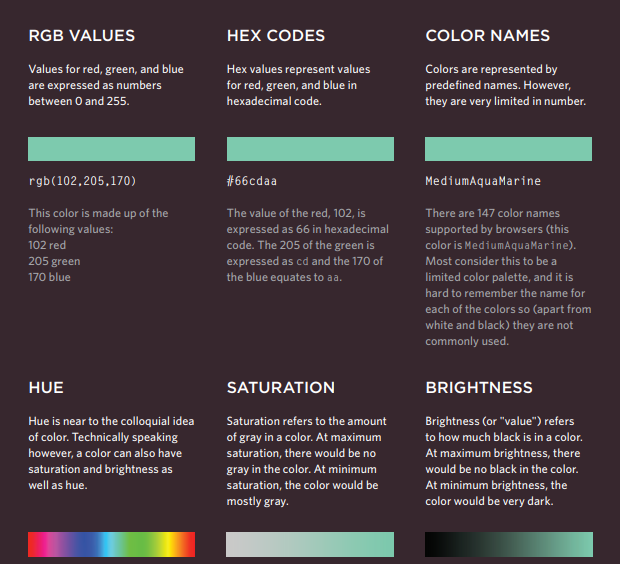 RGB VALUES
Values for red, green, and blue
are expressed as numbers
between 0 and 255.
rgb(102,205,170)
This color is made up of the
following values:
102 red
205 green
170 blue
HEX CODES
Hex values represent values
for red, green, and blue in
hexadecimal code.
#66cdaa
The value of the red, 102, is
expressed as 66 in hexadecimal
code. The 205 of the green is
expressed as cd and the 170 of
the blue equates to aa.
COLOR NAMES
Colors are represented by
predefined names. However,
they are very limited in number.
MediumAquaMarine
There are 147 color names
supported by browsers (this
color is MediumAquaMarine).
Most consider this to be a
limited color palette, and it is
hard to remember the name for
each of the colors so (apart from
white and black) they are not
commonly used.
HUE
Hue is near to the colloquial idea
of color. Technically speaking
however, a color can also have
saturation and brightness as
well as hue.
SATURATION
Saturation refers to the amount
of gray in a color. At maximum
saturation, there would be no
gray in the color. At minimum
saturation, the color would be
mostly gray.
BRIGHTNESS
Brightness (or "value") refers
to how much black is in a color.
At maximum brightness, there
would be no black in the color.
At minimum brightness, the
color would be very dark.